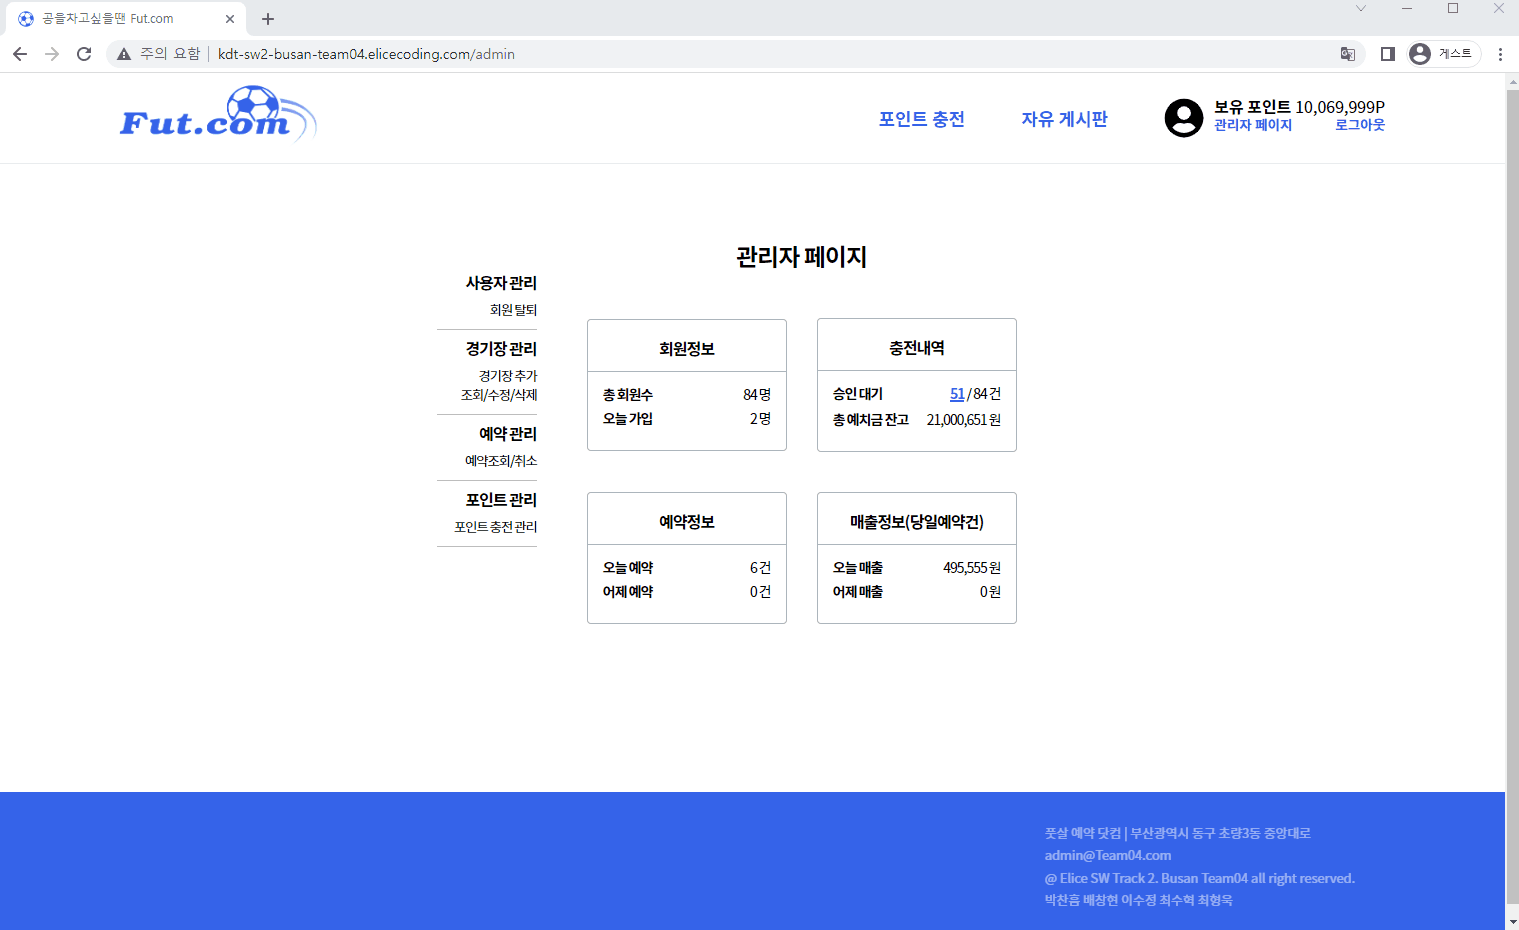 공을차고싶을땐 Fut.com
주의 요함 | kdt-sw2-busan-team04.elicecoding.com/admin
게스트
Fut.com
포인트 충전
자유 게시판
보유 포인트 10,069,999P
관리자 페이지
로그아웃
관리자 페이지
사용자 관리
회원 탈퇴
경기장 관리
경기장 추가
조회/수정/삭제
예약 관리
예약조회/취소
포인트 관리
포인트 충전 관리
회원정보
총 회원수 84 명
오늘 가입 2 명
충전내역
승인 대기 51 / 84 건
총 예치금 잔고 21,000,651 원
예약정보
오늘 예약 6 건
어제 예약 0 건
매출정보(당일예약건)
오늘 매출 495,555 원
어제 매출 0 원
풋살 예약 닷컴 | 부산광역시 동구 초량3동 중앙대로
admin@Team04.com
@ Elice SW Track 2. Busan Team04 all right reserved.
박찬흠 배창현 이수정 최수혁 최형욱